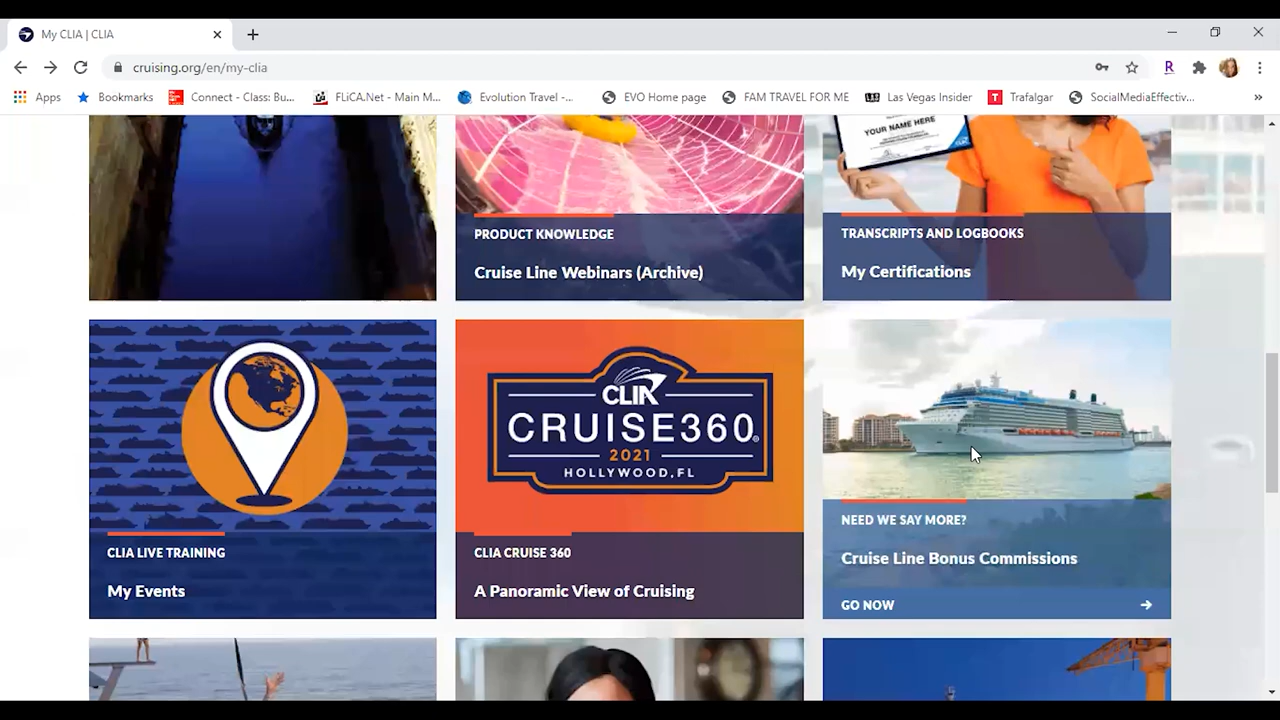 My CLIA | CLIA
cruising.org/en/my-clia
R
Apps
Bookmarks
Connect - Class: Bu...
FLiCA.Net - Main M...
Evolution Travel -...
EVO Home page
FAM TRAVEL FOR ME
Las Vegas Insider
T
Trafalgar
SocialMediaEffectiv...
YOUR NAME HERE
PRODUCT KNOWLEDGE
Cruise Line Webinars (Archive)
TRANSCRIPTS AND LOGBOOKS
My Certifications
CLIA
CRUISE360
2021
HOLLYWOOD, FL
NEED WE SAY MORE?
Cruise Line Bonus Commissions
GO NOW
CLIA LIVE TRAINING
My Events
CLIA CRUISE 360
A Panoramic View of Cruising